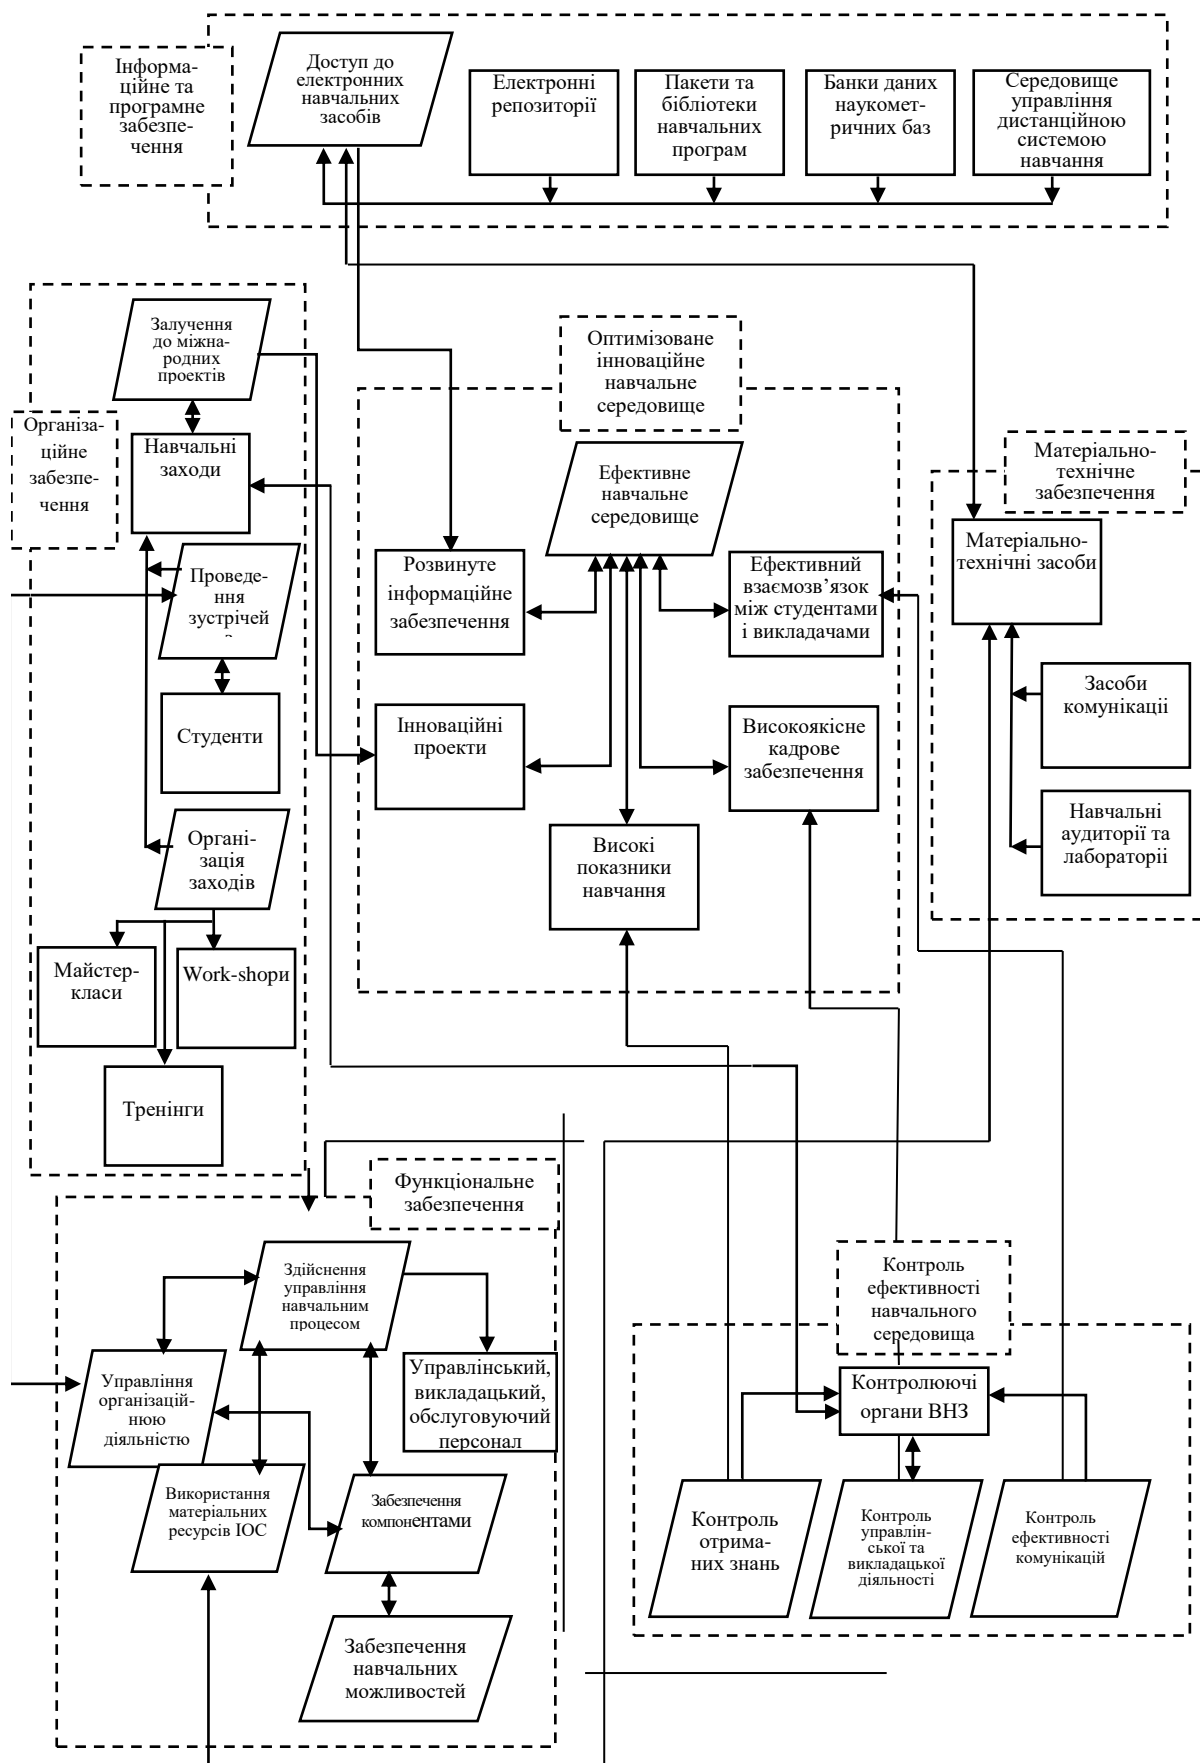 Інформа-
ційне та
програмне
забезпе-
чення
Доступ до
електронних
навчальних
засобів
Електронні
репозиторії
Пакети та
бібліотеки
навчальних
програм
Банки даних
наукомет-
ричних баз
Середовище
управління
дистанційною
системою
навчання
Залучення
до міжна-
родних
проектів
Організа-
ційне
забезпе-
чення
Навчальні
заходи
Проведе-
ння
зустрічей
Студенти
Органі-
зація
заходів
Майстер-
класи
Work-shopи
Тренінги
Оптимізоване
інноваційне
навчальне
середовище
Ефективне
навчальне
середовище
Розвинуте
інформаційне
забезпечення
Ефективний
взаємозв’язок
між студентами
і викладачами
Інноваційні
проекти
Високоякісне
кадрове
забезпечення
Високі
показники
навчання
Матеріально-
технічне
забезпечення
Матеріально-
технічні засоби
Засоби
комунікації
Навчальні
аудиторії та
лабораторії
Функціональне
забезпечення
Здійснення
управління
навчальним
процесом
Управління
організацій-
нюю
діяльністю
Управлінський,
викладацький,
обслуговуючий
персонал
Використання
матеріальних
ресурсів ІОС
Забезпечення
компонентами
Забезпечення
навчальних
можливостей
Контроль
ефективності
навчального
середовища
Контролюючі
органи ВНЗ
Контроль
отрима-
них знань
Контроль
управлін-
ської та
викладацької
діяльності
Контроль
ефективності
комунікацій